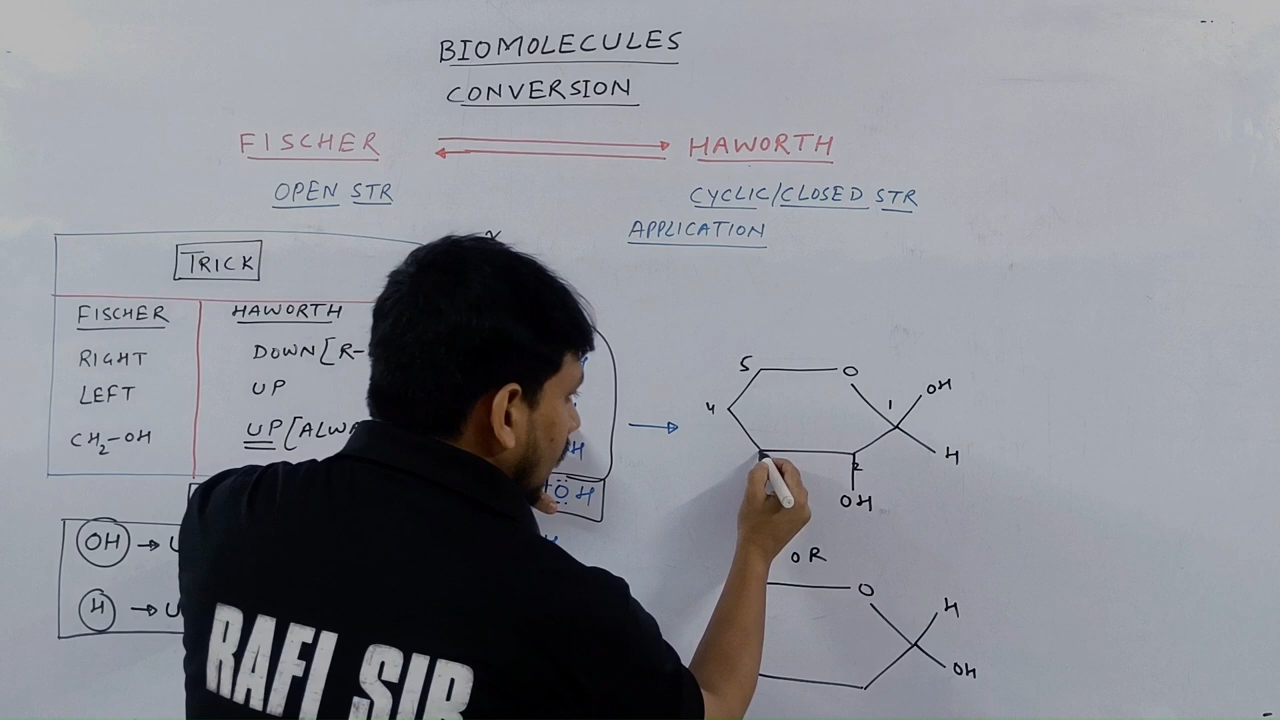 BIOMOLECULES
CONVERSION
FISCHER HAWORTH
OPEN STR CYCLIC/CLOSED STR
APPLICATION
TRICK
FISCHER HAWORTH
RIGHT DOWN [R-
LEFT UP
CH2-OH UP [
OH → U
H → U
H
ÖH
5 O OH
4 1
H
2
OH
OR
O H
OH
RAFI SIR